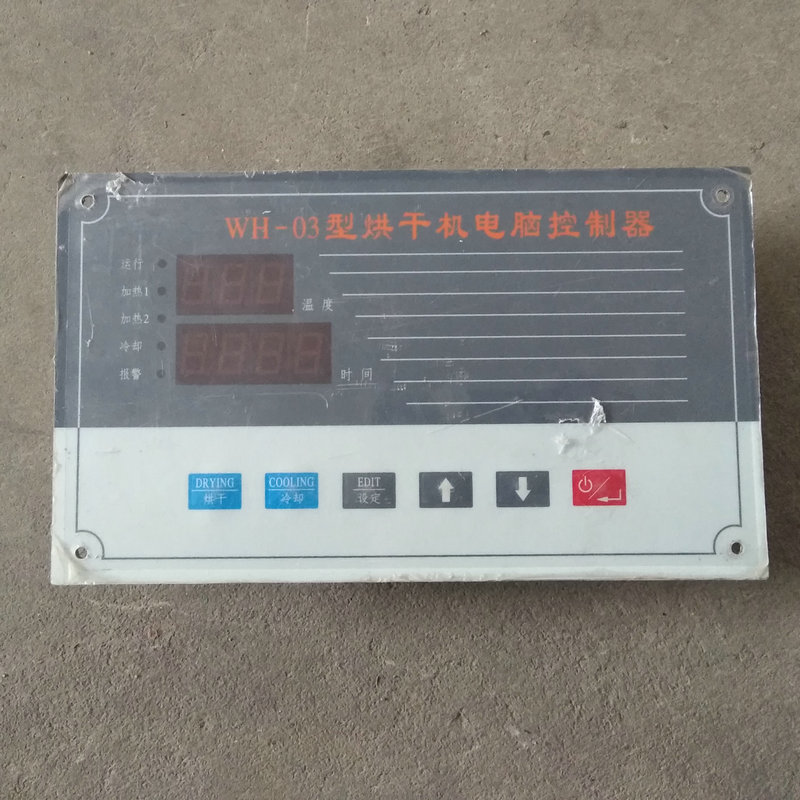 WH-03型烘干机电脑控制器
运行
加热1
温度
加热2
冷却
报警
时间
DRYING
烘干
COOLING
冷却
EDIT
设定